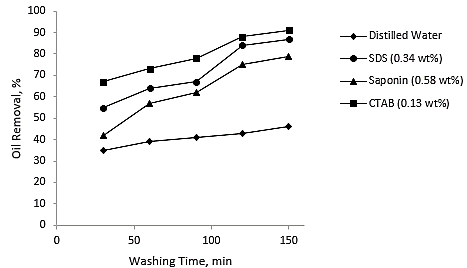 100
90
80
70
60
50
40
30
20
10
0
Oil Removal, %
0 50 100 150
Washing Time, min
Distilled Water
SDS (0.34 wt%)
Saponin (0.58 wt%)
CTAB (0.13 wt%)